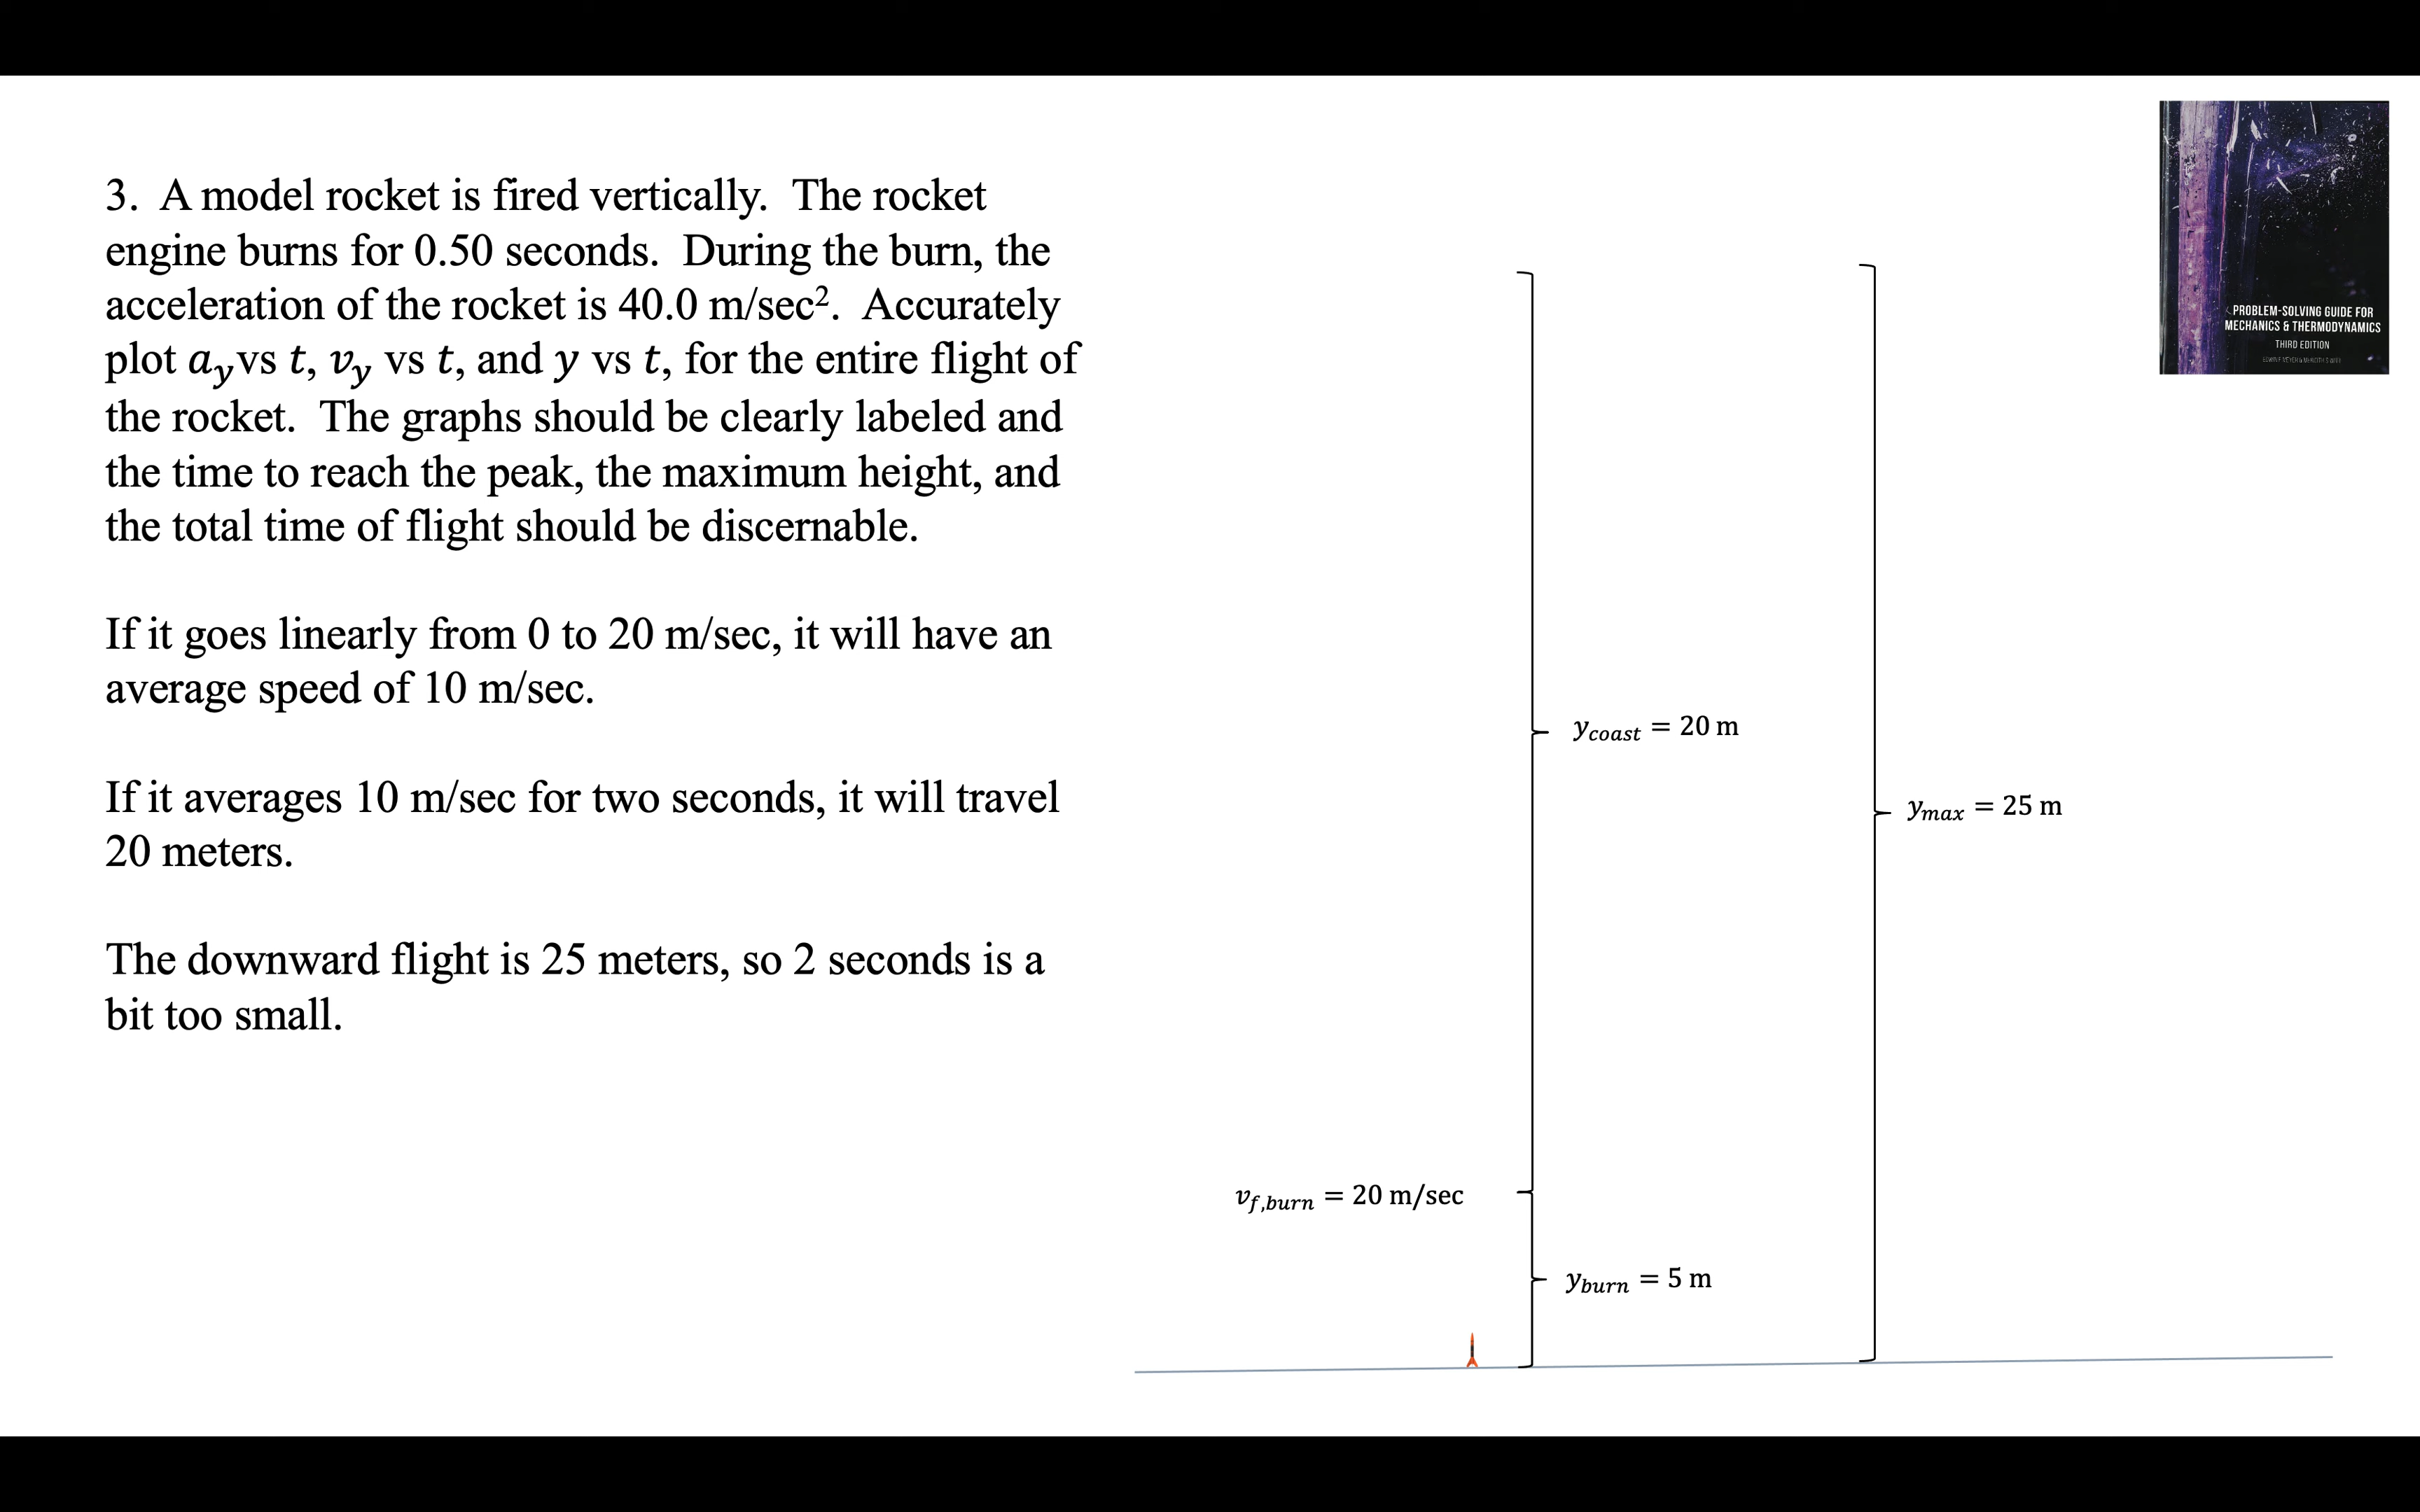 3. A model rocket is fired vertically. The rocket
engine burns for 0.50 seconds. During the burn, the
acceleration of the rocket is 40.0 m/sec². Accurately
plot a_y vs t, v_y vs t, and y vs t, for the entire flight of
the rocket. The graphs should be clearly labeled and
the time to reach the peak, the maximum height, and
the total time of flight should be discernable.
If it goes linearly from 0 to 20 m/sec, it will have an
average speed of 10 m/sec.
If it averages 10 m/sec for two seconds, it will travel
20 meters.
The downward flight is 25 meters, so 2 seconds is a
bit too small.
y_coast = 20 m
y_max = 25 m
v_f,burn = 20 m/sec
y_burn = 5 m
PROBLEM-SOLVING GUIDE FOR
MECHANICS & THERMODYNAMICS
THIRD EDITION